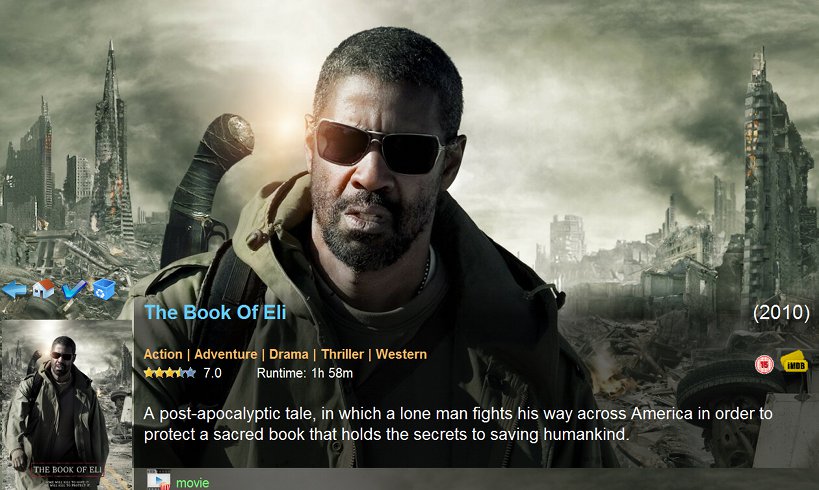 The Book Of Eli
(2010)
Action | Adventure | Drama | Thriller | Western
7.0
Runtime: 1h 58m
15
IMDB
A post-apocalyptic tale, in which a lone man fights his way across America in order to
protect a sacred book that holds the secrets to saving humankind.
THE BOOK OF ELI
movie